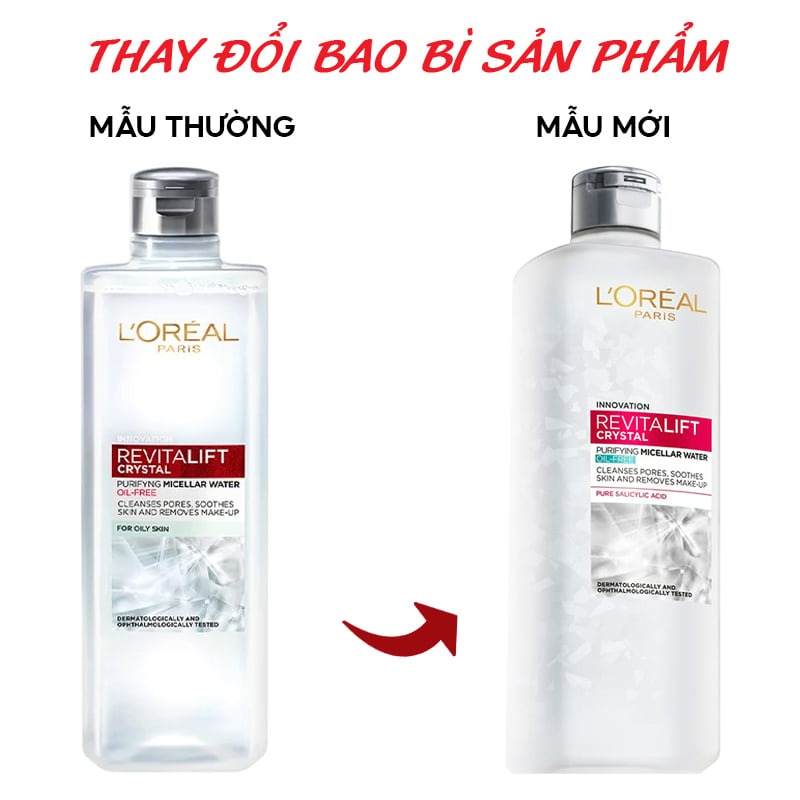 THAY ĐỔI BAO BÌ SẢN PHẨM
MẪU THƯỜNG
L'ORÉAL
PARiS
INNOVATION
REVITALIFT
CRYSTAL
PURIFYING MICELLAR WATER
OIL-FREE
CLEANSES PORES, SOOTHES
SKIN AND REMOVES MAKE-UP
FOR OILY SKIN
DERMATOLOGICALLY AND
OPHTHALMOLOGICALLY TESTED
MẪU MỚI
L'ORÉAL
PARiS
INNOVATION
REVITALIFT
CRYSTAL
PURIFYING MICELLAR WATER
OIL-FREE
CLEANSES PORES, SOOTHES
SKIN AND REMOVES MAKE-UP
PURE SALICYLIC ACID
DERMATOLOGICALLY AND
OPHTHALMOLOGICALLY TESTED